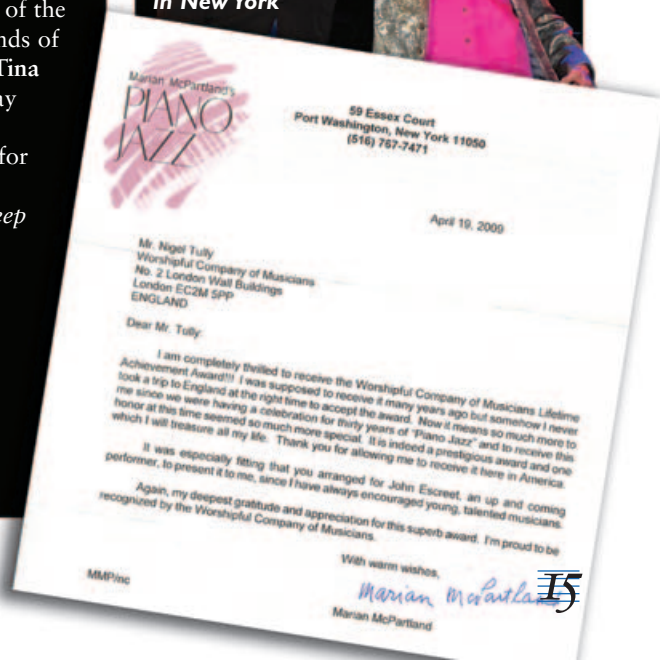 of the
nds of
Tina
ay
for
eep
in New York
Marian McPartland's
PIANO
JAZZ
59 Essex Court
Port Washington, New York 11050
(516) 767-7471
April 19, 2009
Mr. Nigel Tully
Worshipful Company of Musicians
No. 2 London Wall Buildings
London EC2M 5PP
ENGLAND
Dear Mr. Tully:
I am completely thrilled to receive the Worshipful Company of Musicians Lifetime
Achievement Award!!! I was supposed to receive it many years ago but somehow I never
took a trip to England at the right time to accept the award. Now it means so much more to
me since we were having a celebration for thirty years of "Piano Jazz" and to receive this
honor at this time seemed so much more special. It is indeed a prestigious award and one
which I will treasure all my life. Thank you for allowing me to receive it here in America.
It was especially fitting that you arranged for John Escreet, an up and coming
performer, to present it to me, since I have always encouraged young, talented musicians.
Again, my deepest gratitude and appreciation for this superb award. I'm proud to be
recognized by the Worshipful Company of Musicians.
With warm wishes,
Marian McPartland
MMP/nc
Marian McPartland
15